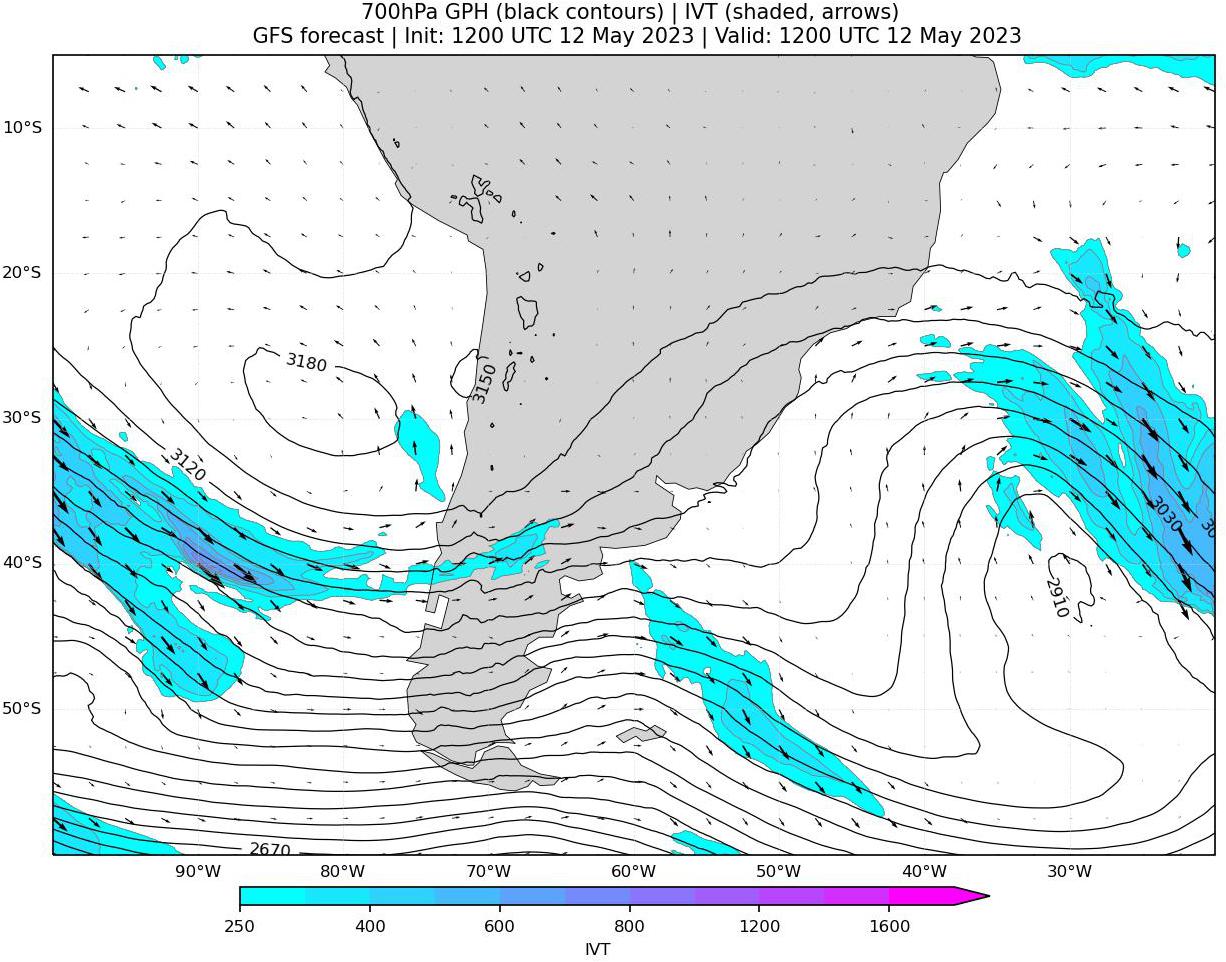 700hPa GPH (black contours) | IVT (shaded, arrows)
GFS forecast | Init: 1200 UTC 12 May 2023 | Valid: 1200 UTC 12 May 2023
10°S
20°S
3180
3150
30°S
3120
3030
30
40°S
2910
50°S
2670
90°W 80°W 70°W 60°W 50°W 40°W 30°W
250 400 600 800 1200 1600
IVT